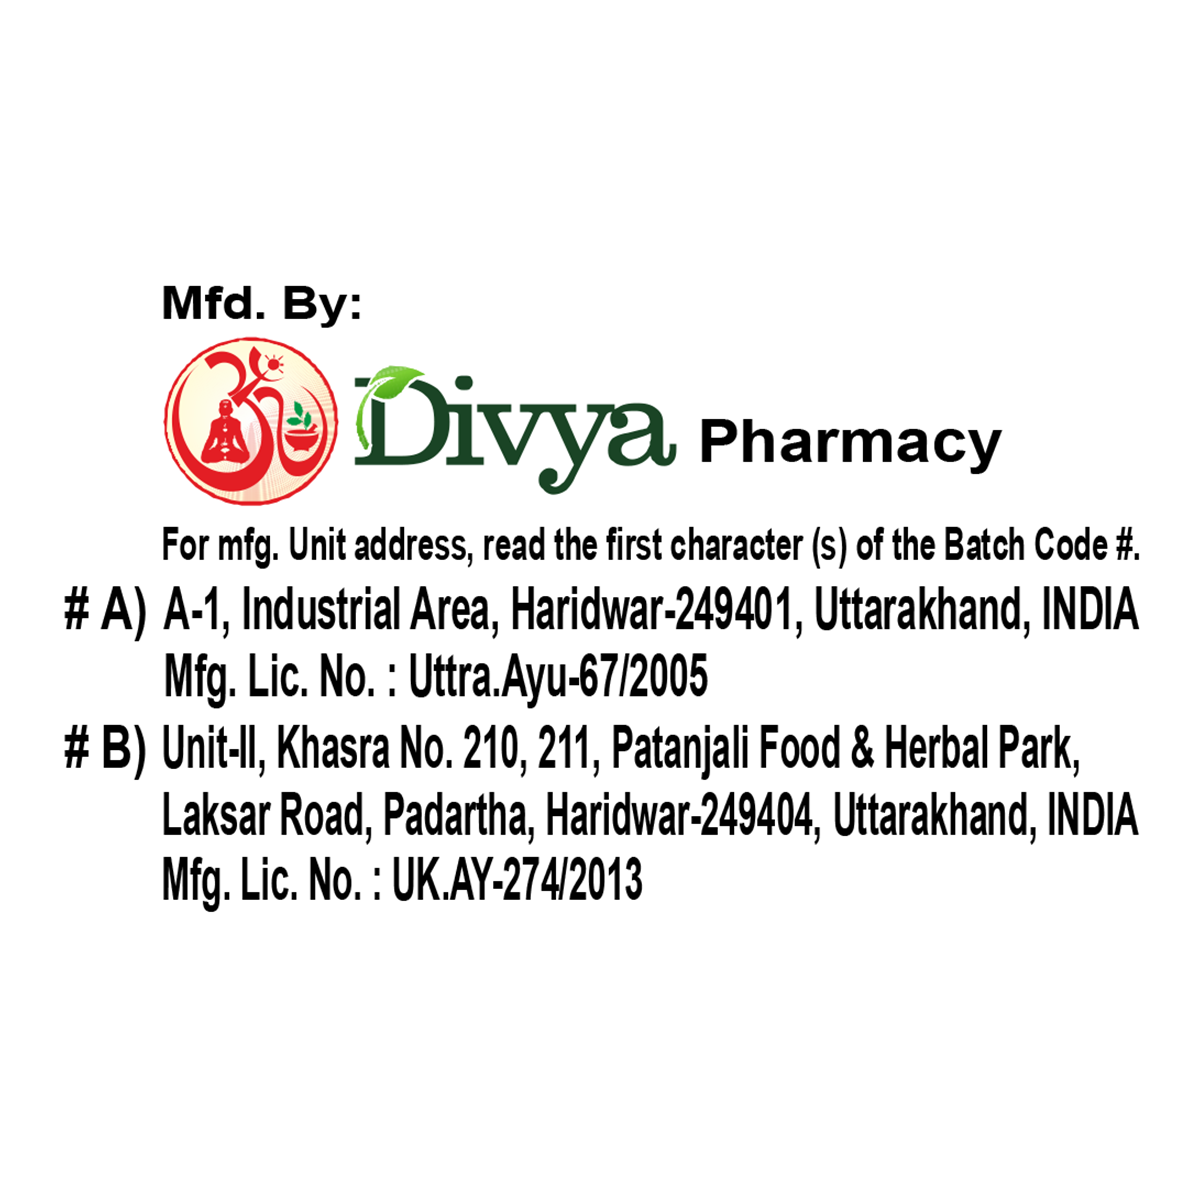 Mfd. By:
Divya Pharmacy
For mfg. Unit address, read the first character (s) of the Batch Code #.
# A) A-1, Industrial Area, Haridwar-249401, Uttarakhand, INDIA
Mfg. Lic. No. : Uttra.Ayu-67/2005
# B) Unit-II, Khasra No. 210, 211, Patanjali Food & Herbal Park,
Laksar Road, Padartha, Haridwar-249404, Uttarakhand, INDIA
Mfg. Lic. No. : UK.AY-274/2013